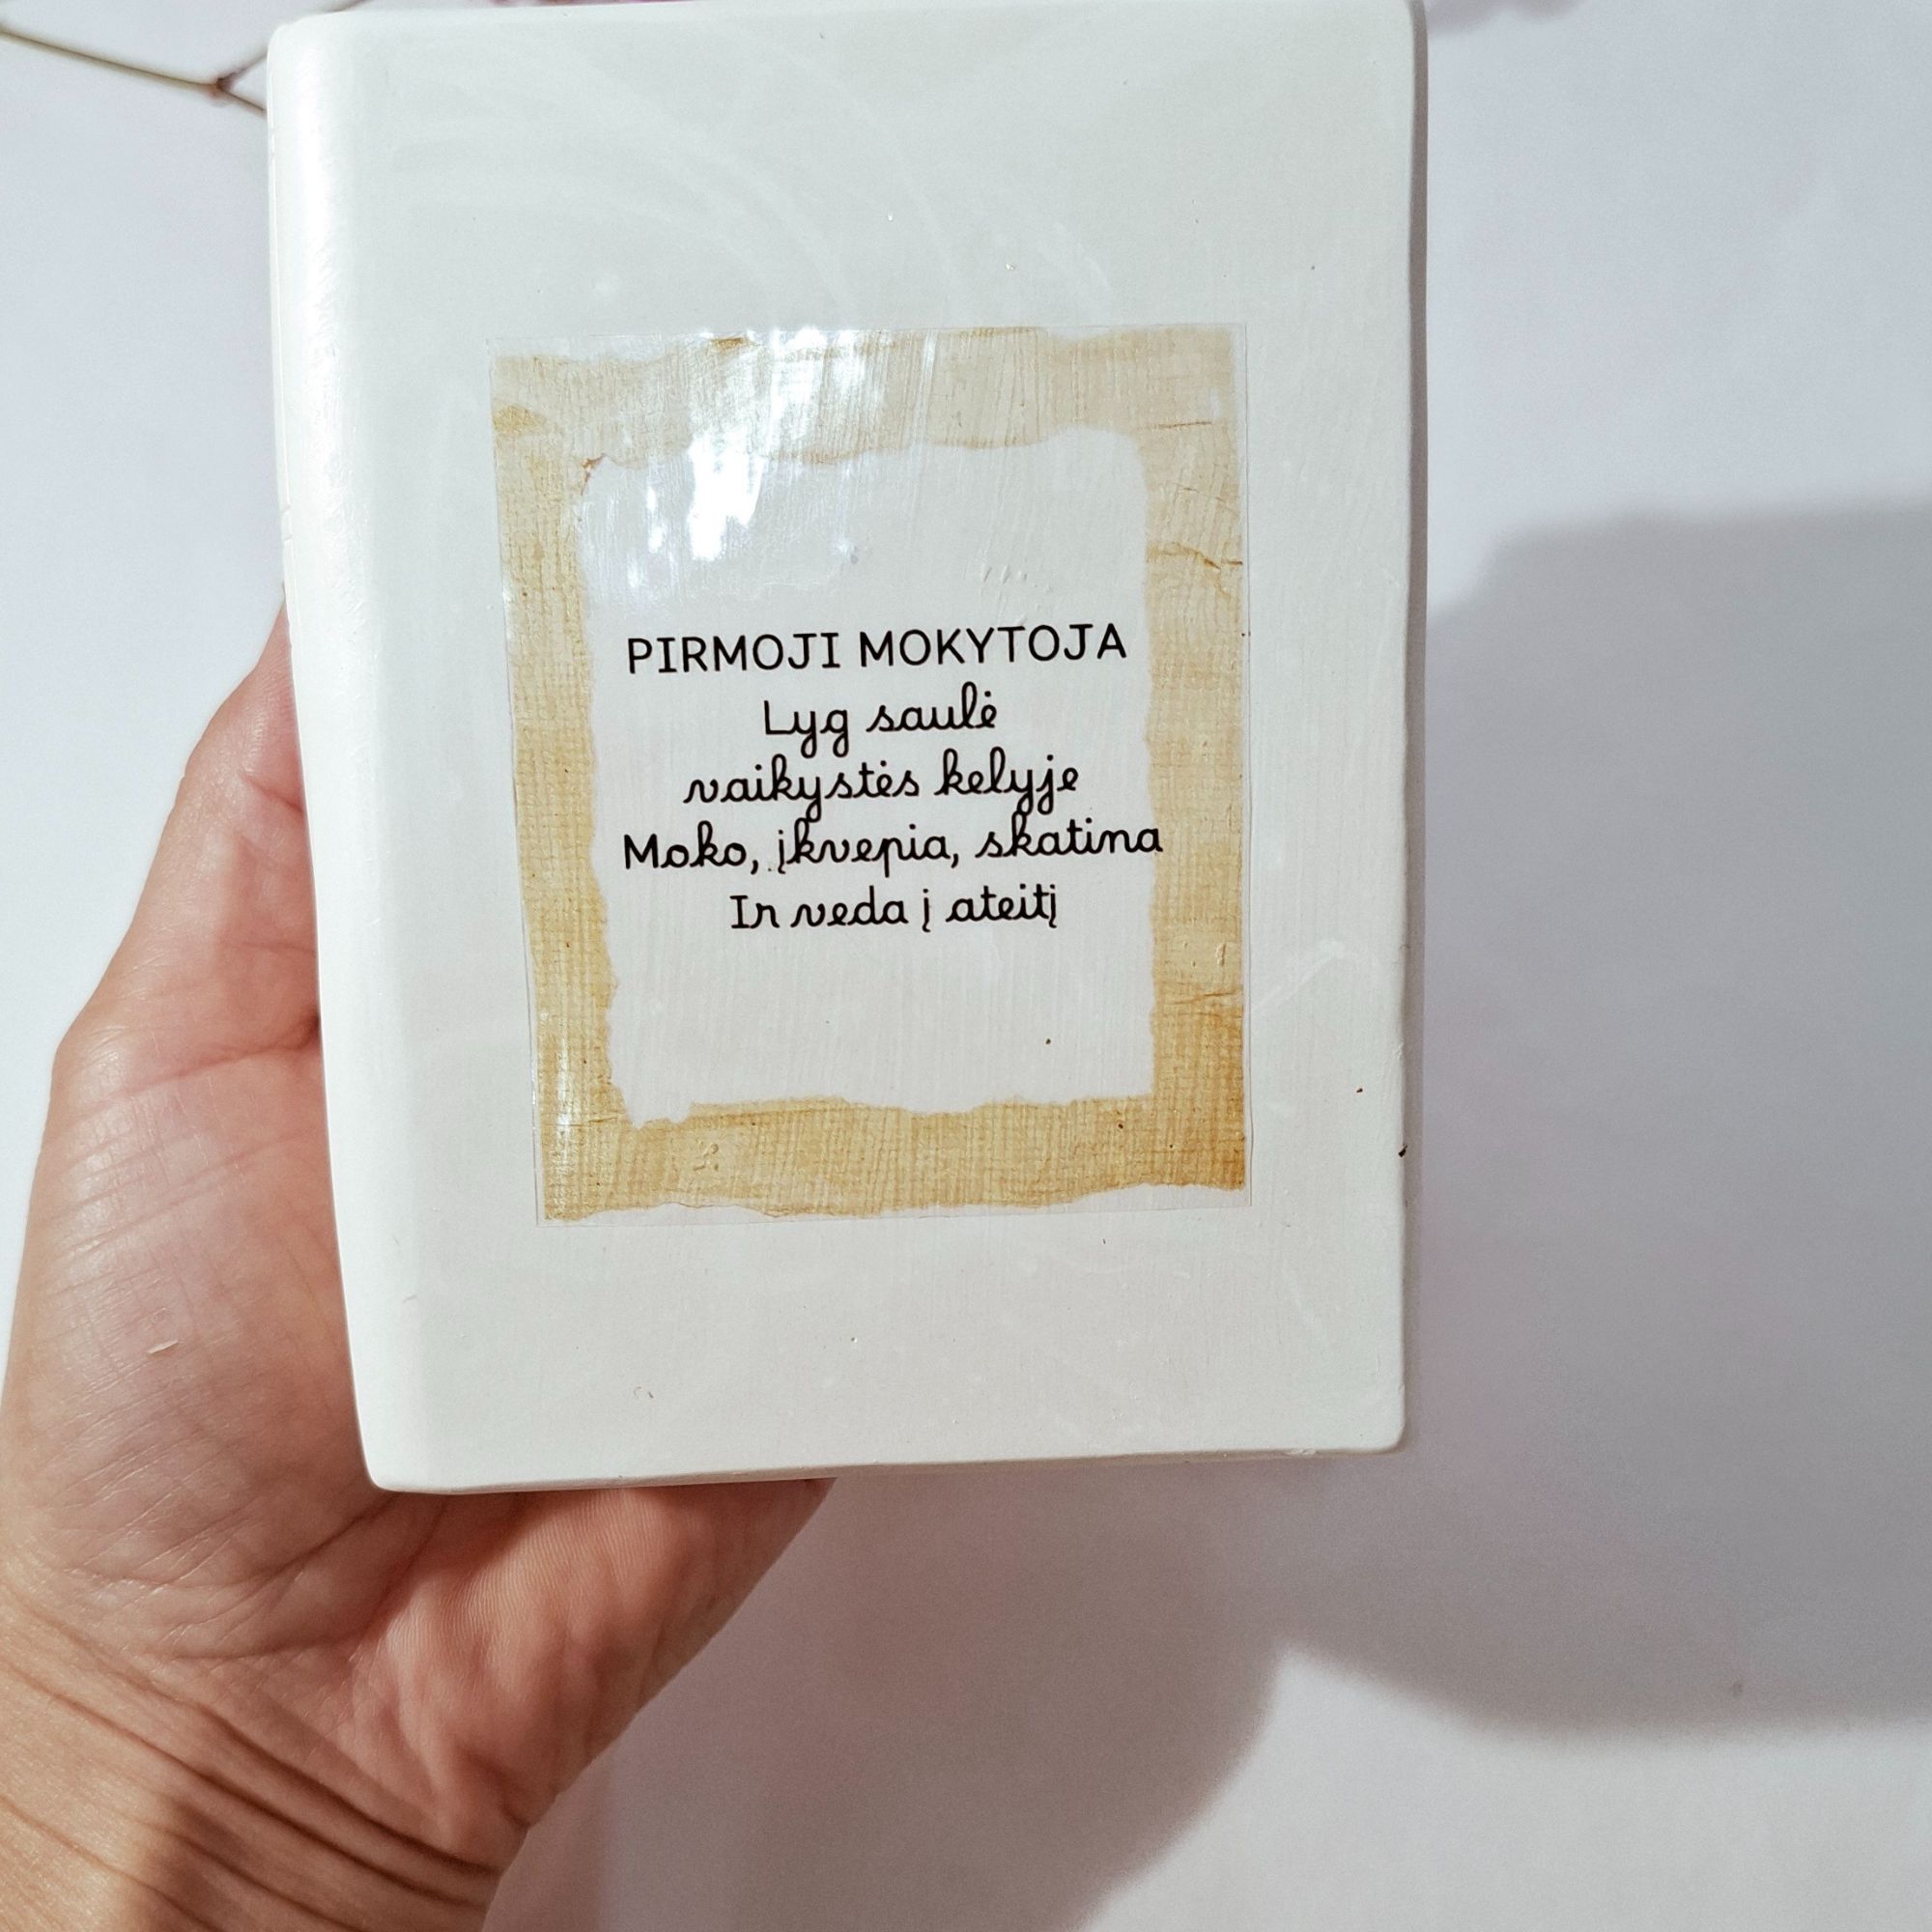 PIRMOJI MOKYTOJA
Lyg saulė
vaikystės kelyje
Moko, įkvepia, skatina
Ir veda į ateitį